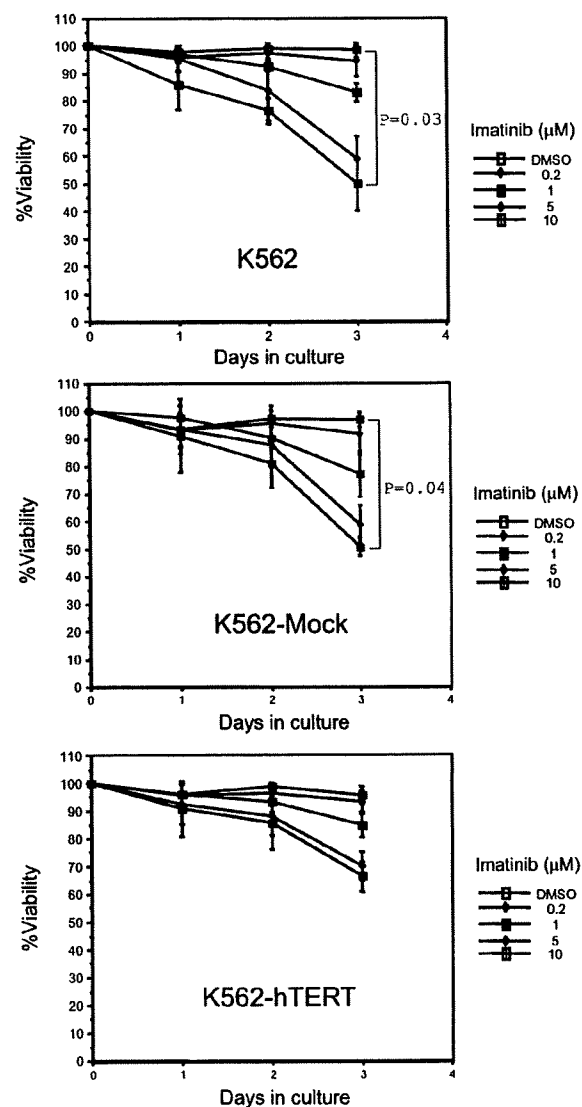 110
100
90
80
70
60
50
40
30
20
10
0
%Viability
P=0.03
K562
0 1 2 3 4
Days in culture
Imatinib (μM)
DMSO
0.2
1
5
10
110
100
90
80
70
60
50
40
30
20
10
0
%Viability
P=0.04
K562-Mock
0 1 2 3 4
Days in culture
Imatinib (μM)
DMSO
0.2
1
5
10
110
100
90
80
70
60
50
40
30
20
10
0
%Viability
K562-hTERT
0 1 2 3 4
Days in culture
Imatinib (μM)
DMSO
0.2
1
5
10